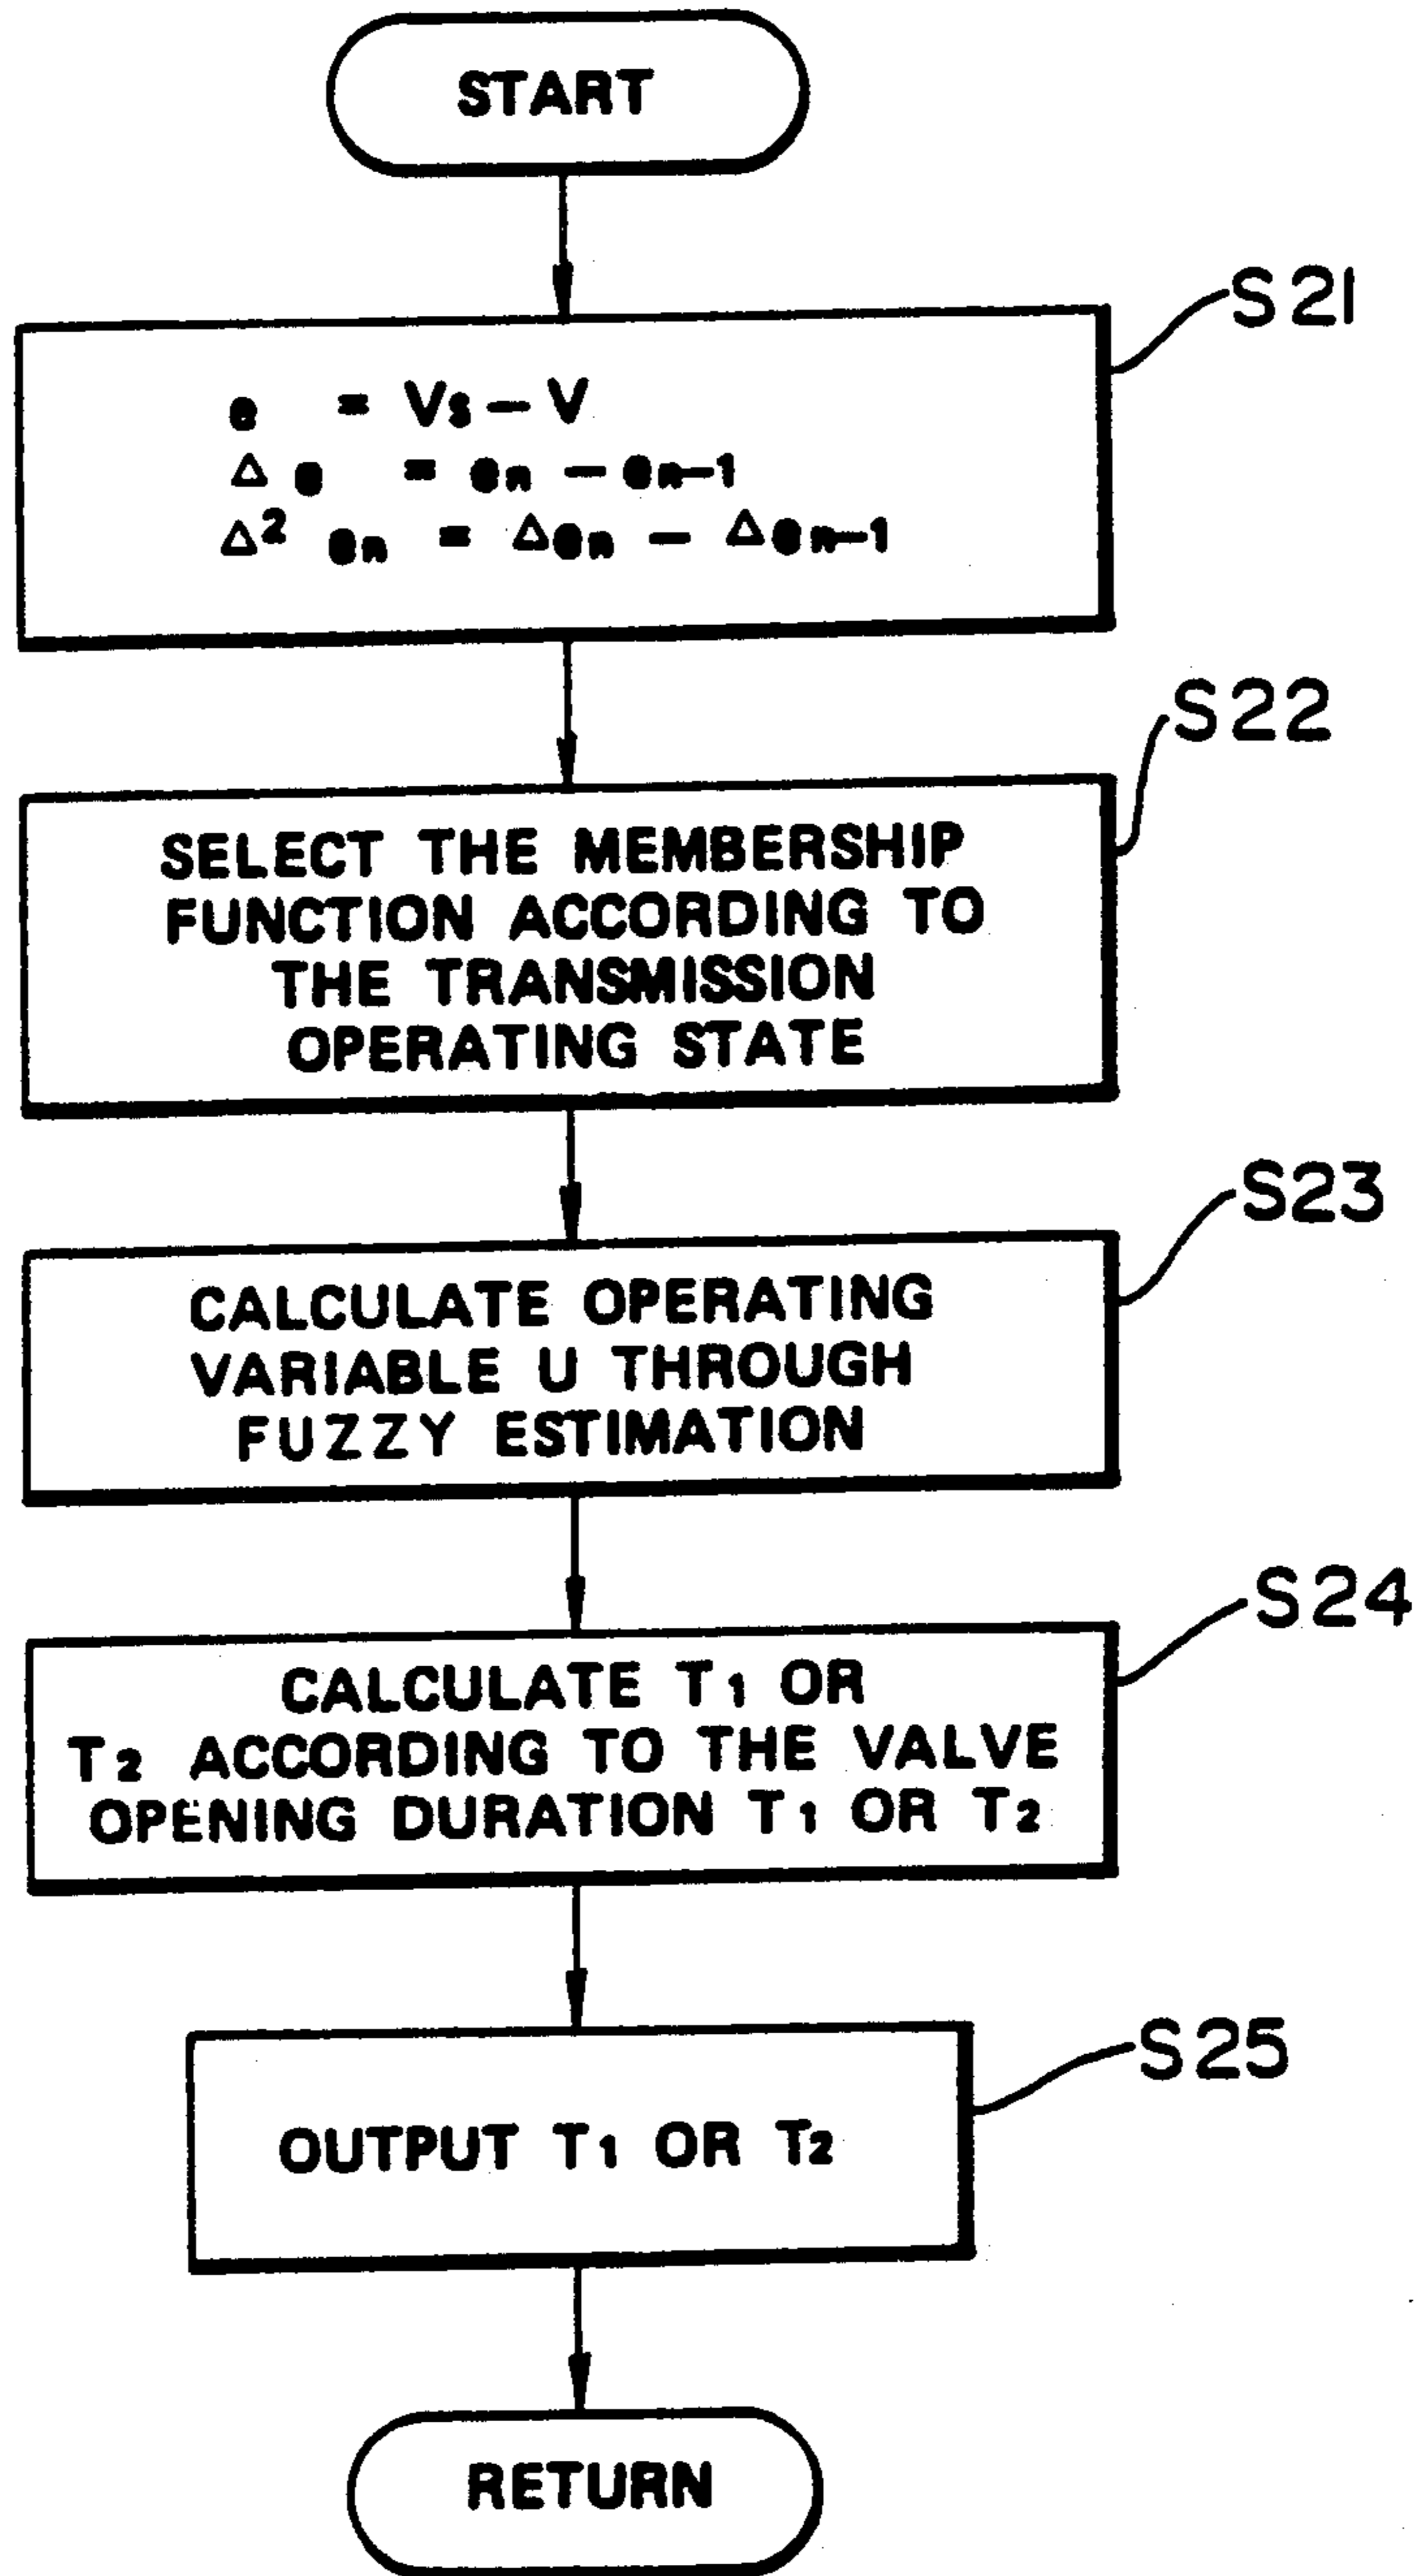 START
S21
e = Vs - V
Δ e = en - en-1
Δ² en = Δen - Δen-1
S22
SELECT THE MEMBERSHIP
FUNCTION ACCORDING TO
THE TRANSMISSION
OPERATING STATE
S23
CALCULATE OPERATING
VARIABLE U THROUGH
FUZZY ESTIMATION
S24
CALCULATE T1 OR
T2 ACCORDING TO THE VALVE
OPENING DURATION T1 OR T2
S25
OUTPUT T1 OR T2
RETURN